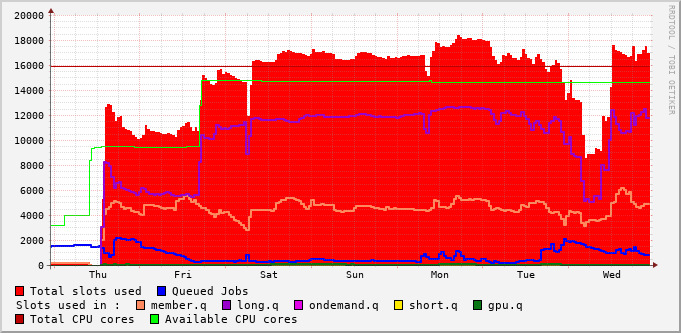 RRDTOOL / TOBI OETIKER
20000
18000
16000
14000
12000
10000
8000
6000
4000
2000
0
Thu Fri Sat Sun Mon Tue Wed
Total slots used Queued Jobs
Slots used in : member.q long.q ondemand.q short.q gpu.q
Total CPU cores Available CPU cores